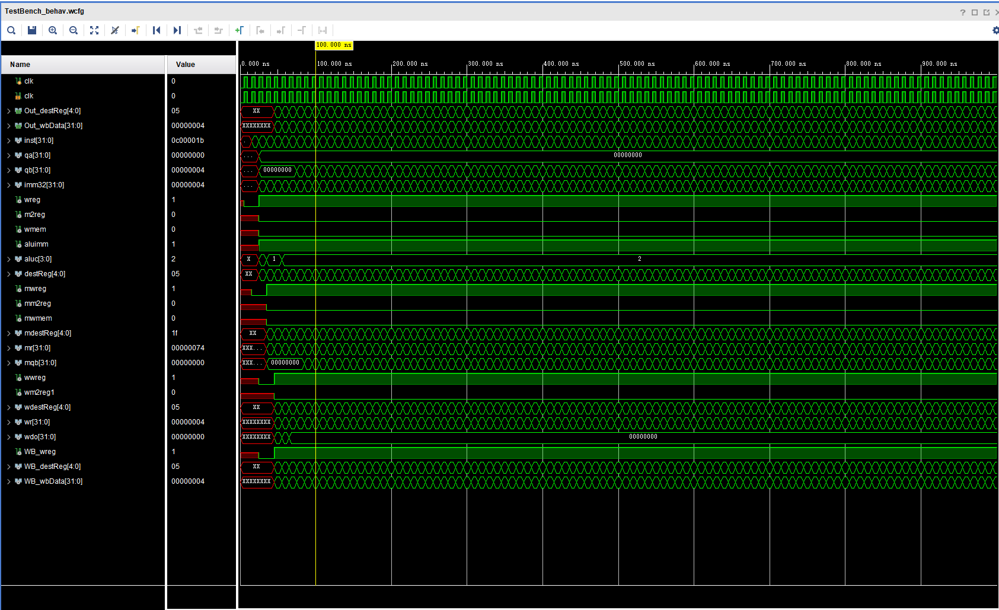 TestBench_behav.wcfg
100.000 ns
Name Value
0.000 ns 100.000 ns 200.000 ns 300.000 ns 400.000 ns 500.000 ns 600.000 ns 700.000 ns 800.000 ns 900.000 ns
clk 0
clk 0
Out_destReg[4:0] 05 XX
Out_wbData[31:0] 00000004 XXXXXXXX
inst[31:0] 0c00001b .
qa[31:0] 00000000 ... 00000000
qb[31:0] 00000004 ... 00000000
imm32[31:0] 00000004 ...
wreg 1
m2reg 0
wmem 0
aluimm 1
aluc[3:0] 2 X 1 2
destReg[4:0] 05 XX
mwreg 1
mm2reg 0
mwmem 0
mdestReg[4:0] 1f XX
mr[31:0] 00000074 XXX...
mqb[31:0] 00000000 XXX... 00000000
wwreg 1
wm2reg1 0
wdestReg[4:0] 05 XX
wr[31:0] 00000004 XXXXXXXX
wdo[31:0] 00000000 XXXXXXXX 00000000
WB_wreg 1
WB_destReg[4:0] 05 XX
WB_wbData[31:0] 00000004 XXXXXXXX